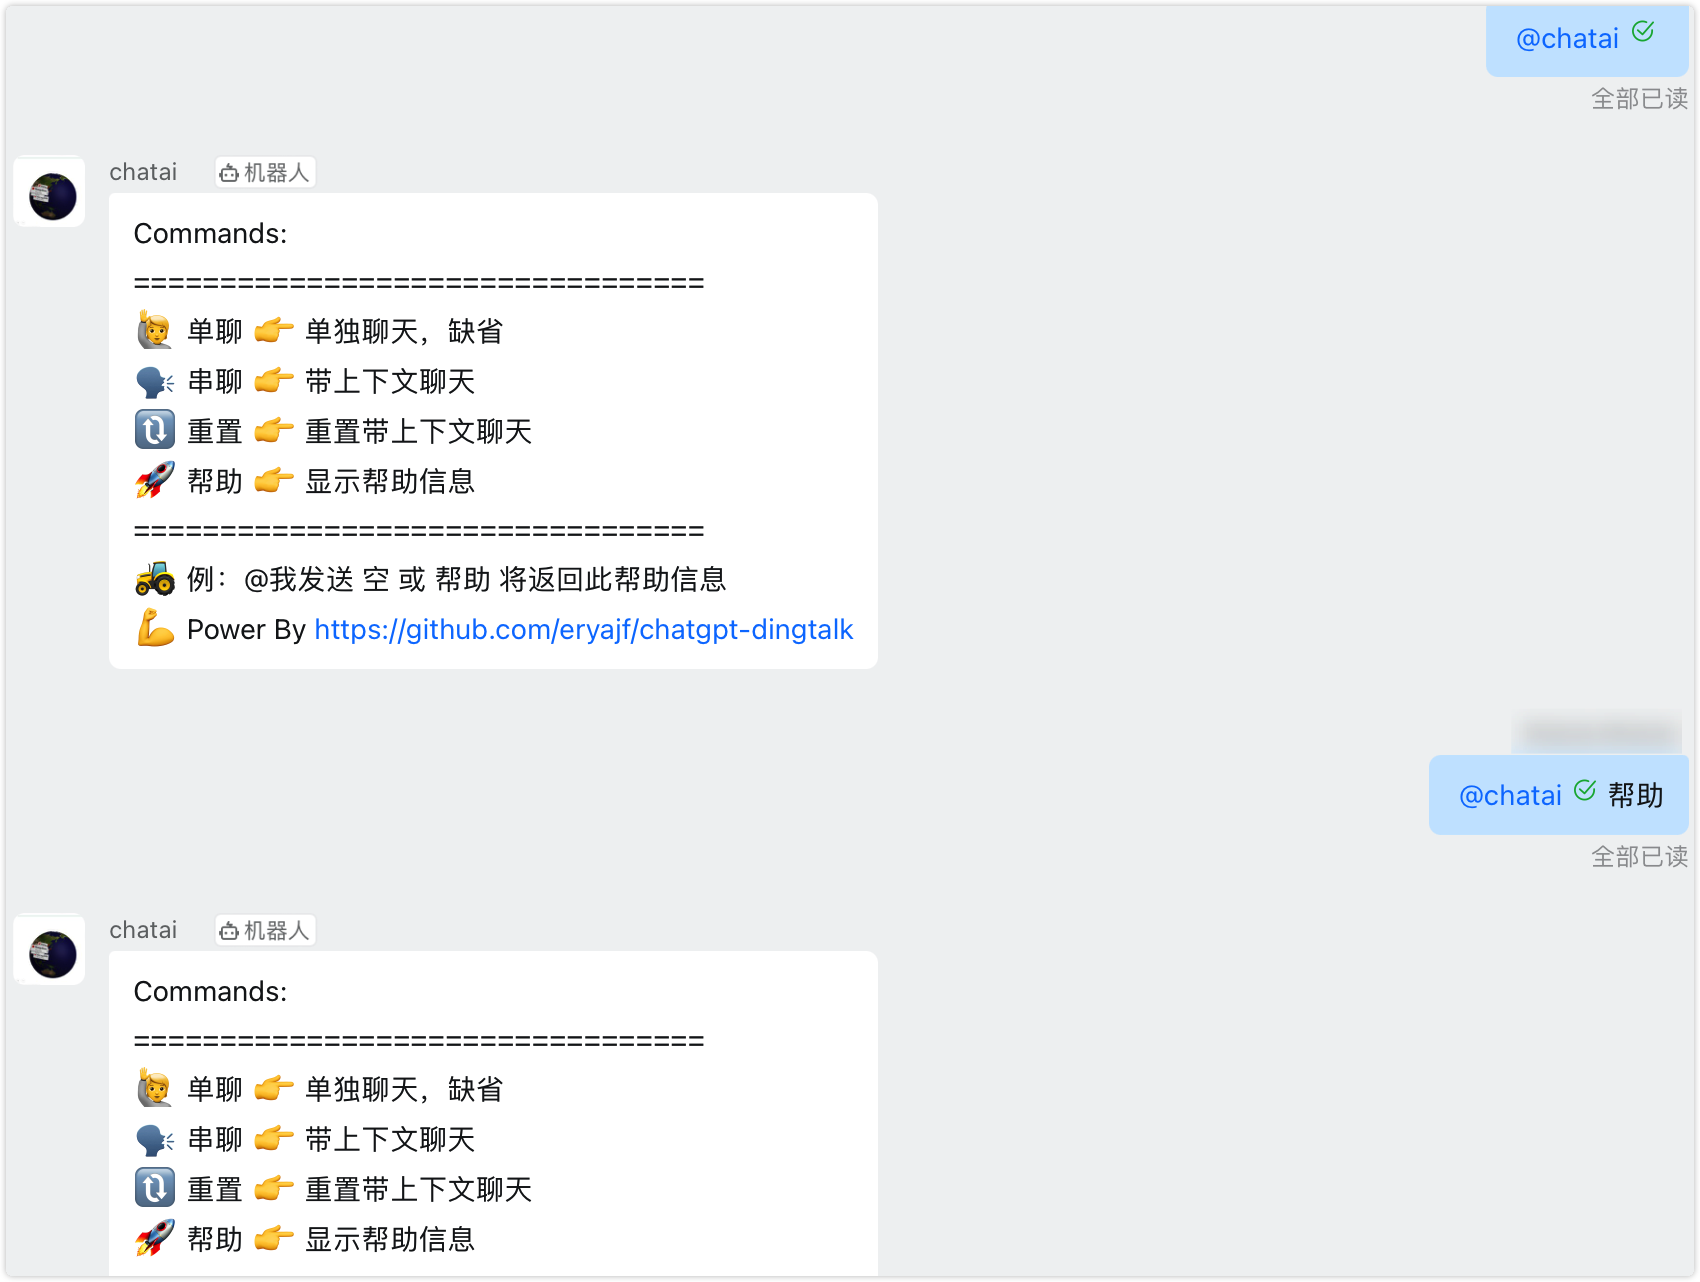 @chatai
全部已读
chatai 机器人
Commands:
=================================
🙋 单聊 👉 单独聊天，缺省
🗣 串聊 👉 带上下文聊天
🔃 重置 👉 重置带上下文聊天
🚀 帮助 👉 显示帮助信息
=================================
🚜 例：@我发送 空 或 帮助 将返回此帮助信息
💪 Power By https://github.com/eryajf/chatgpt-dingtalk
@chatai 帮助
全部已读
chatai 机器人
Commands:
=================================
🙋 单聊 👉 单独聊天，缺省
🗣 串聊 👉 带上下文聊天
🔃 重置 👉 重置带上下文聊天
🚀 帮助 👉 显示帮助信息